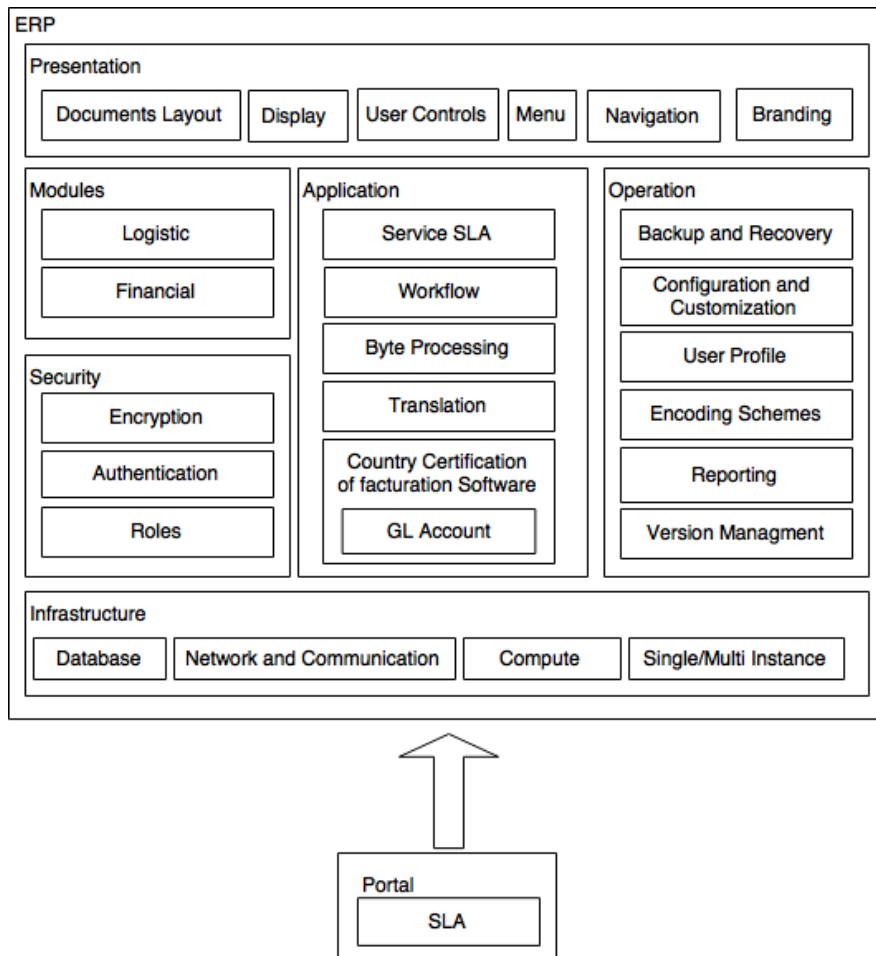 ERP
Presentation
Documents Layout
Display
User Controls
Menu
Navigation
Branding
Modules
Logistic
Financial
Security
Encryption
Authentication
Roles
Application
Service SLA
Workflow
Byte Processing
Translation
Country Certification
of facturation Software
GL Account
Operation
Backup and Recovery
Configuration and
Customization
User Profile
Encoding Schemes
Reporting
Version Managment
Infrastructure
Database
Network and Communication
Compute
Single/Multi Instance
Portal
SLA